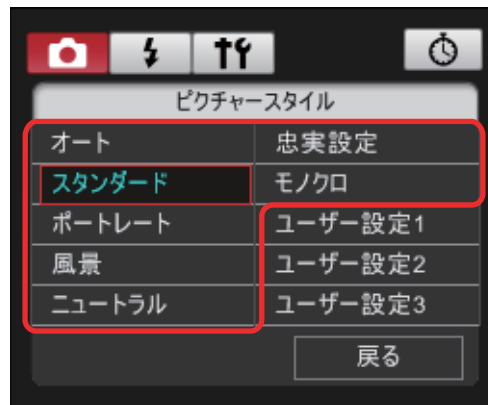 ピクチャースタイル
オート
スタンダード
ポートレート
風景
ニュートラル
忠実設定
モノクロ
ユーザー設定1
ユーザー設定2
ユーザー設定3
戻る